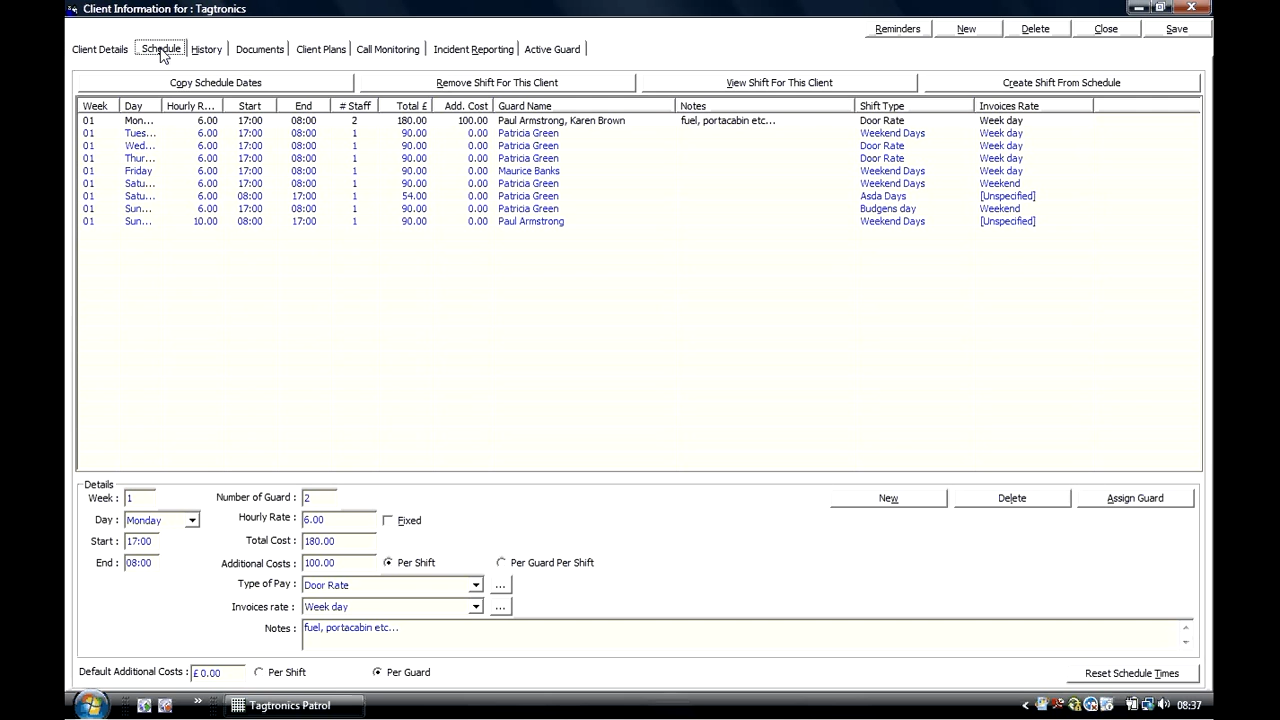 Client Information for : Tagtronics
Reminders New Delete Close Save
Client Details Schedule History Documents Client Plans Call Monitoring Incident Reporting Active Guard
Copy Schedule Dates Remove Shift For This Client View Shift For This Client Create Shift From Schedule
Week Day Hourly R... Start End # Staff Total £ Add. Cost Guard Name Notes Shift Type Invoices Rate
01 Mon... 6.00 17:00 08:00 2 180.00 100.00 Paul Armstrong, Karen Brown fuel, portacabin etc... Door Rate Week day
01 Tues... 6.00 17:00 08:00 1 90.00 0.00 Patricia Green Weekend Days Week day
01 Wed... 6.00 17:00 08:00 1 90.00 0.00 Patricia Green Door Rate Week day
01 Thur... 6.00 17:00 08:00 1 90.00 0.00 Patricia Green Door Rate Week day
01 Friday 6.00 17:00 08:00 1 90.00 0.00 Maurice Banks Weekend Days Week day
01 Satu... 6.00 17:00 08:00 1 90.00 0.00 Patricia Green Weekend Days Weekend
01 Satu... 6.00 08:00 17:00 1 54.00 0.00 Patricia Green Asda Days [Unspecified]
01 Sun... 6.00 17:00 08:00 1 90.00 0.00 Patricia Green Budgens day Weekend
01 Sun... 10.00 08:00 17:00 1 90.00 0.00 Paul Armstrong Weekend Days [Unspecified]
Details
Week : 1 Number of Guard : 2 New Delete Assign Guard
Day : Monday Hourly Rate : 6.00 Fixed
Start : 17:00 Total Cost : 180.00
End : 08:00 Additional Costs : 100.00 Per Shift Per Guard Per Shift
Type of Pay : Door Rate ...
Invoices rate : Week day ...
Notes : fuel, portacabin etc...
Default Additional Costs : £ 0.00 Per Shift Per Guard Reset Schedule Times
Tagtronics Patrol 08:37